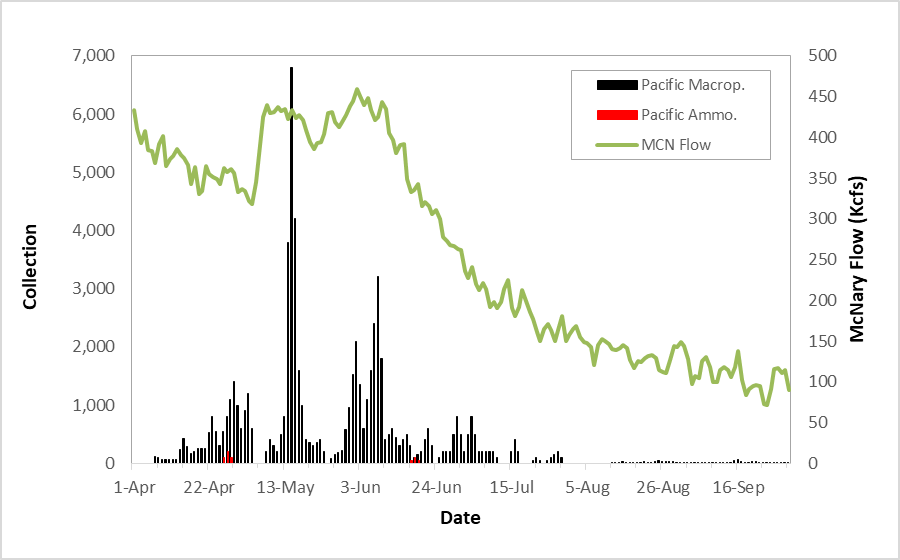 7,000
6,000
5,000
4,000
3,000
2,000
1,000
0
Collection
500
450
400
350
300
250
200
150
100
50
0
McNary Flow (Kcfs)
Pacific Macrop.
Pacific Ammo.
MCN Flow
1-Apr 22-Apr 13-May 3-Jun 24-Jun 15-Jul 5-Aug 26-Aug 16-Sep
Date